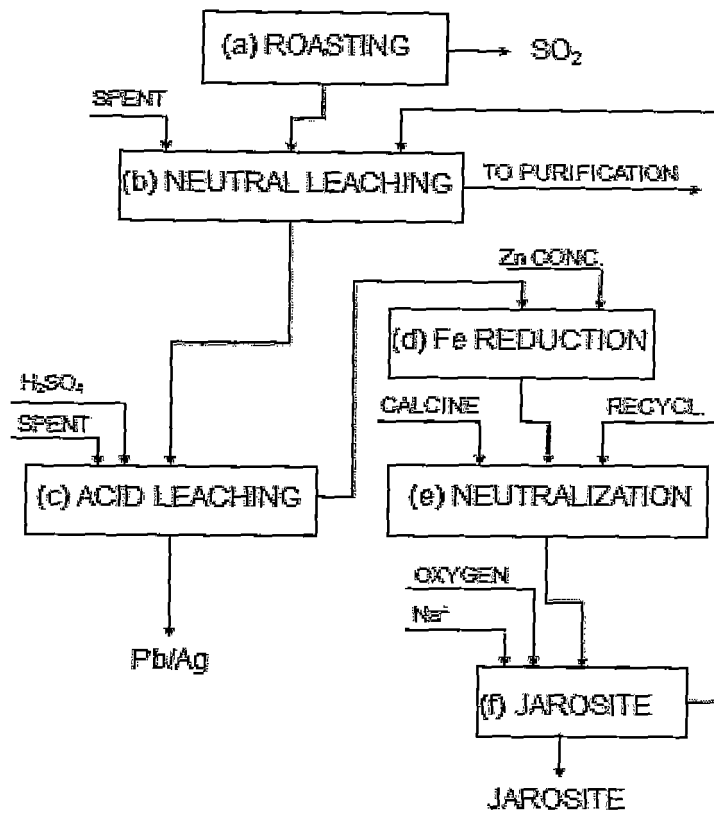 (a) ROASTING
SO₂
SPENT
(b) NEUTRAL LEACHING
TO PURIFICATION
Zn CONC.
(d) Fe REDUCTION
H₂SO₄
SPENT
CALCINE
RECYCL.
(c) ACID LEACHING
(e) NEUTRALIZATION
OXYGEN
Na⁺
Pb/Ag
(f) JAROSITE
JAROSITE